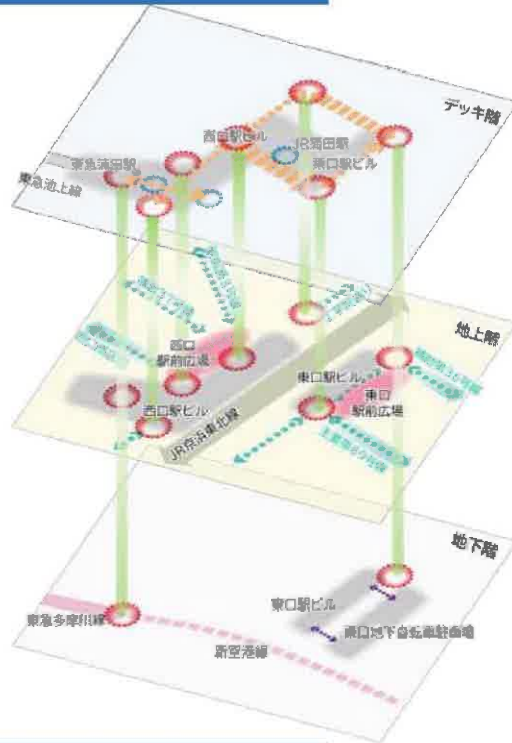 デッキ階
西口駅ビル
JR蒲田駅
東急蒲田駅
東口駅ビル
東急池上線
地上階
西口
駅前広場
東口駅ビル
東口
駅前広場
西口駅ビル
JR京浜東北線
地下階
東口駅ビル
東急多摩川線
東口地下自転車駐車場
新空港線